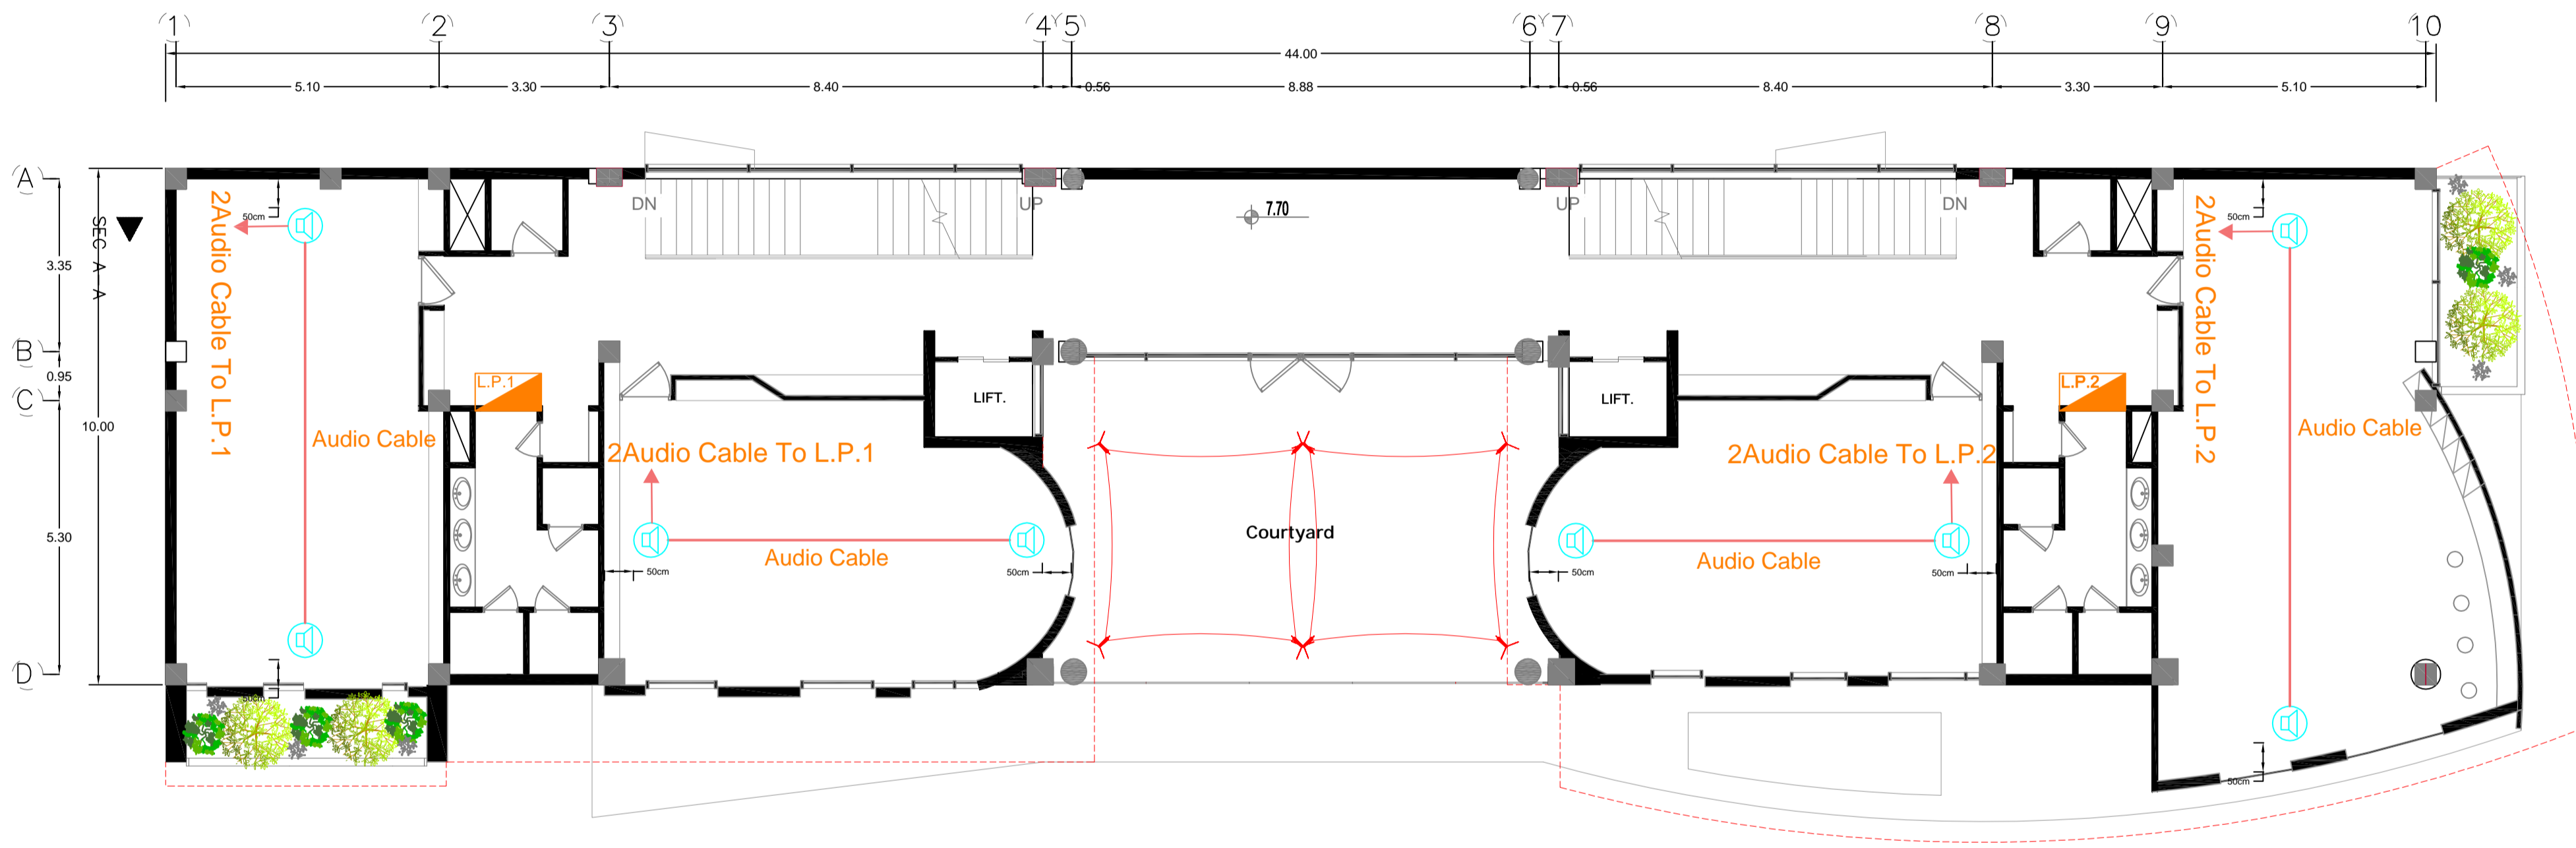 1 2 3 4 5 6 7 8 9 10
44.00
5.10 3.30 8.40 0.56 8.88 0.56 8.40 3.30 5.10
A
B
C
D
3.35
0.95
5.30
10.00
SEC A-A
DN
UP
7.70
UP
DN
50cm
50cm
2Audio Cable To L.P.1
2Audio Cable To L.P.2
L.P.1
L.P.2
LIFT.
LIFT.
Audio Cable
2Audio Cable To L.P.1
2Audio Cable To L.P.2
Audio Cable
Courtyard
Audio Cable
Audio Cable
50cm
50cm
50cm
50cm
50cm
50cm